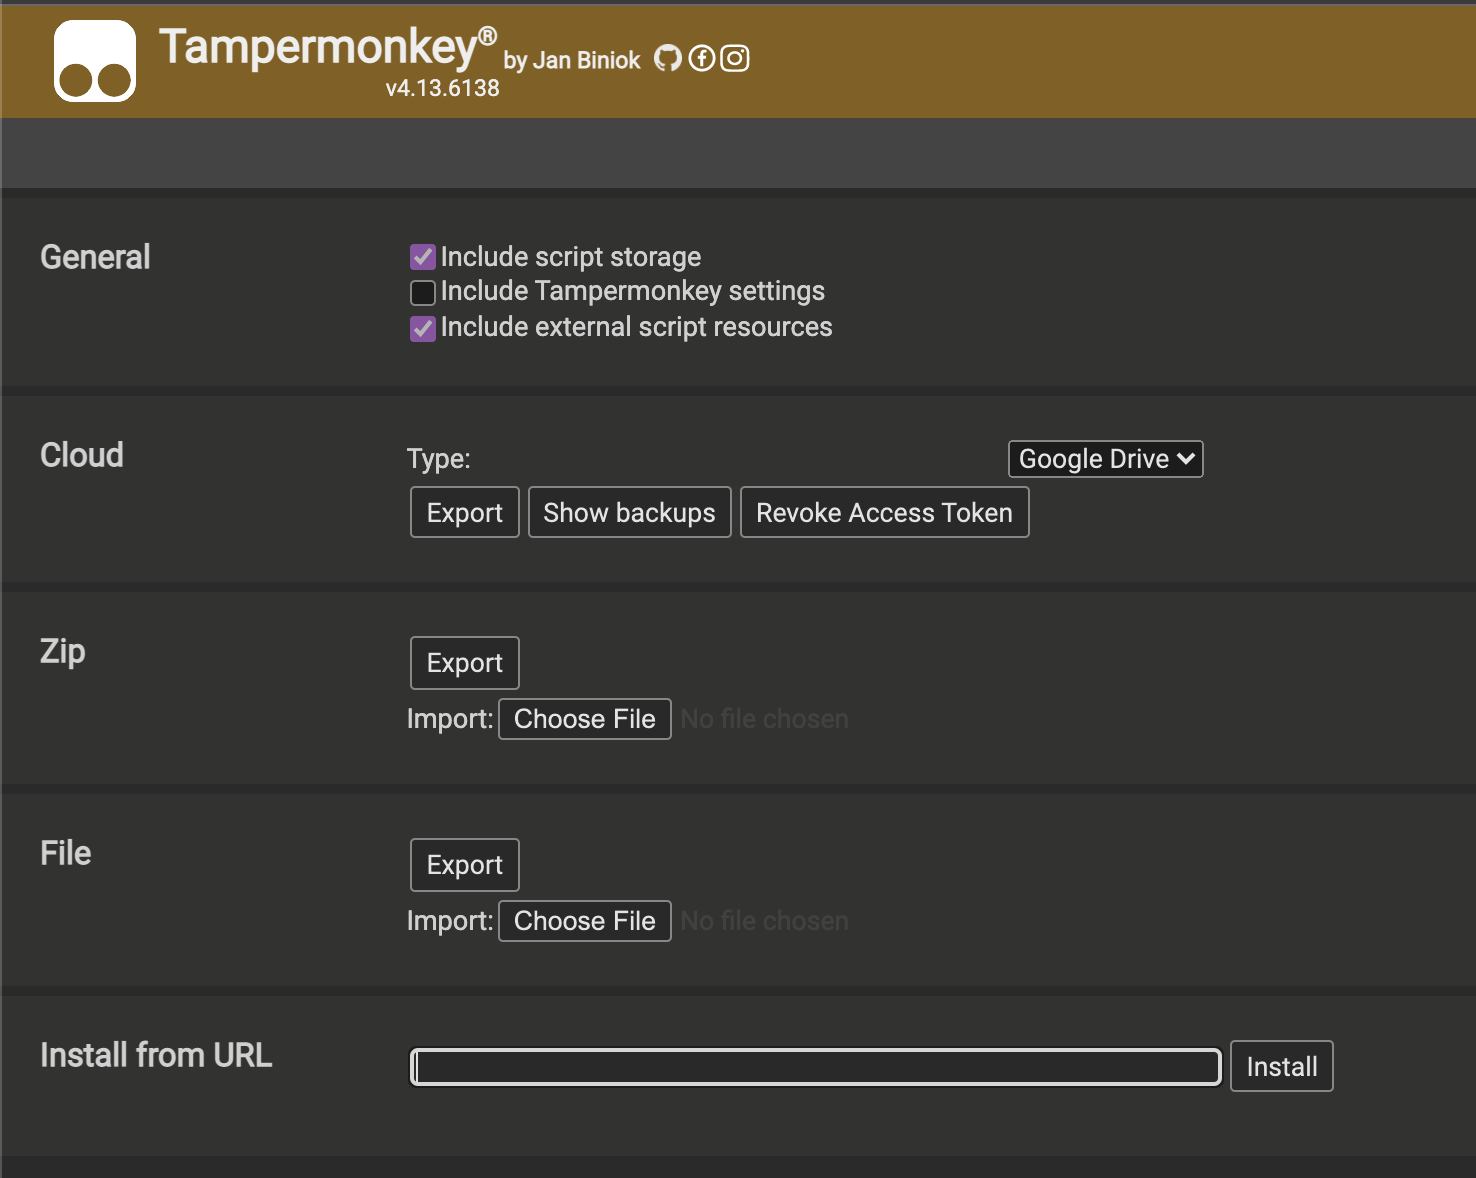 Tampermonkey® by Jan Biniok
v4.13.6138
General
Include script storage
Include Tampermonkey settings
Include external script resources
Cloud
Type:
Google Drive
Export Show backups Revoke Access Token
Zip
Export
Import: Choose File No file chosen
File
Export
Import: Choose File No file chosen
Install from URL
Install